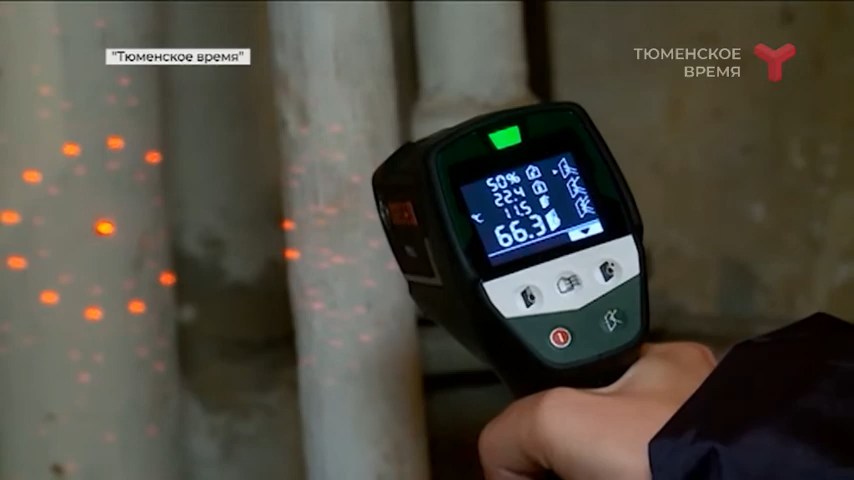 "Тюменское время"
ТЮМЕНСКОЕ
ВРЕМЯ
50%
22.4
11.5
°C
66.3